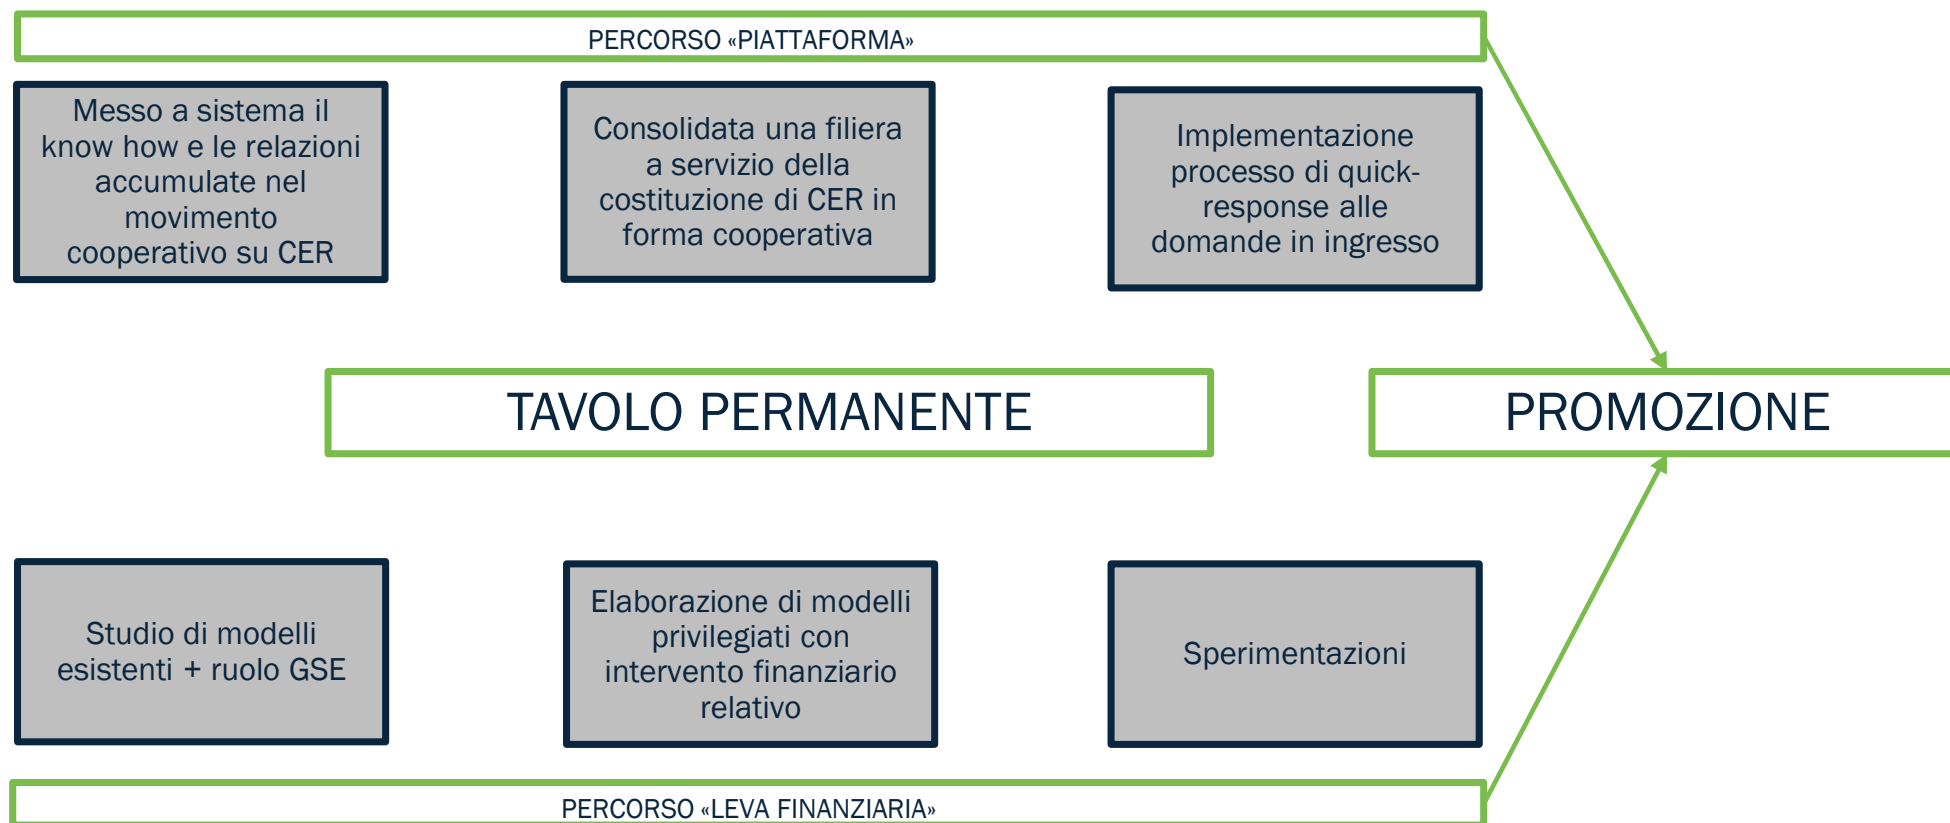 PERCORSO «PIATTAFORMA»
Messo a sistema il
know how e le relazioni
accumulate nel
movimento
cooperativo su CER
Consolidata una filiera
a servizio della
costituzione di CER in
forma cooperativa
Implementazione
processo di quick-
response alle
domande in ingresso
TAVOLO PERMANENTE
PROMOZIONE
Studio di modelli
esistenti + ruolo GSE
Elaborazione di modelli
privilegiati con
intervento finanziario
relativo
Sperimentazioni
PERCORSO «LEVA FINANZIARIA»